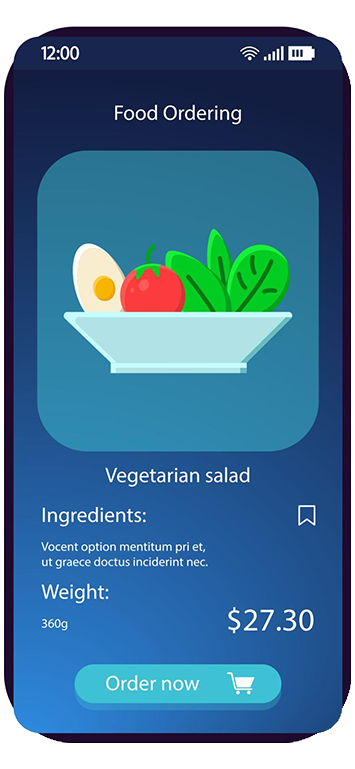 12:00
Food Ordering
Vegetarian salad
Ingredients:
Vocent option mentitum pri et,
ut graece doctus inciderint nec.
Weight:
360g
$27.30
Order now